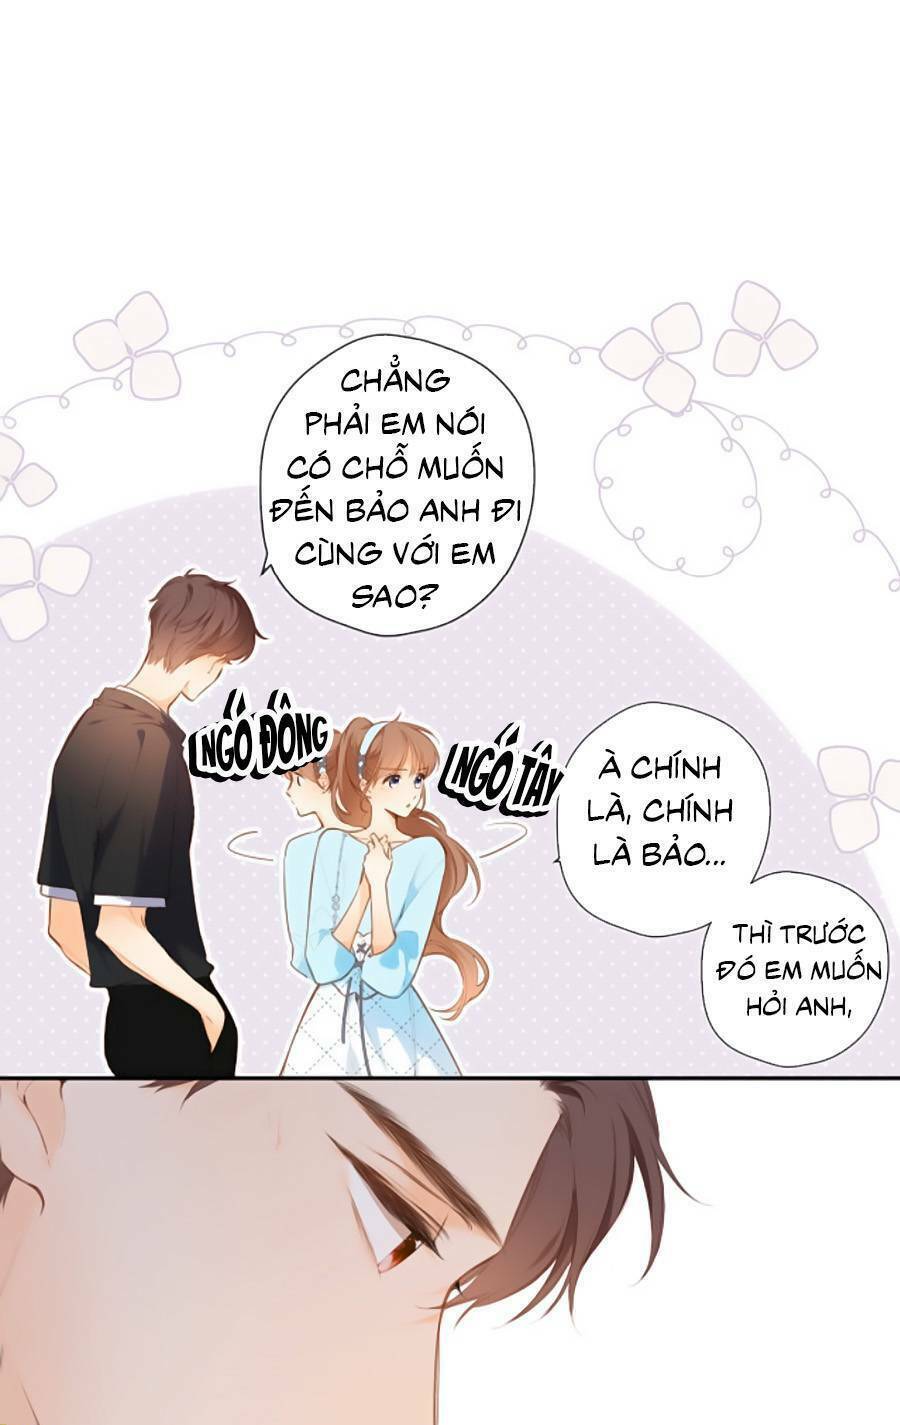 CHẲNG
PHẢI EM NÓI
CÓ CHỖ MUỐN
ĐẾN BẢO ANH ĐI
CÙNG VỚI EM
SAO?
NGÓ ĐÔNG
NGÓ TÂY
À CHÍNH
LÀ, CHÍNH
LÀ BẢO...
THÌ TRƯỚC
ĐÓ EM MUỐN
HỎI ANH,